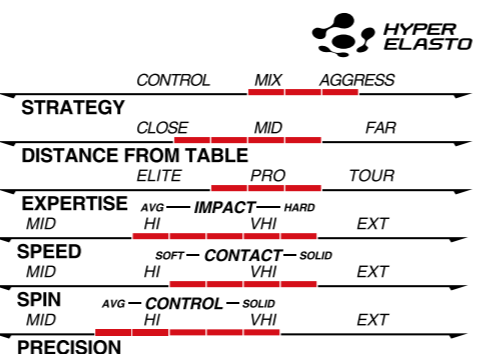 HYPER
ELASTO
CONTROL MIX AGGRESS
STRATEGY
CLOSE MID FAR
DISTANCE FROM TABLE
ELITE PRO TOUR
EXPERTISE AVG — IMPACT — HARD
MID HI VHI EXT
SPEED SOFT — CONTACT — SOLID
MID HI VHI EXT
SPIN AVG — CONTROL — SOLID
MID HI VHI EXT
PRECISION